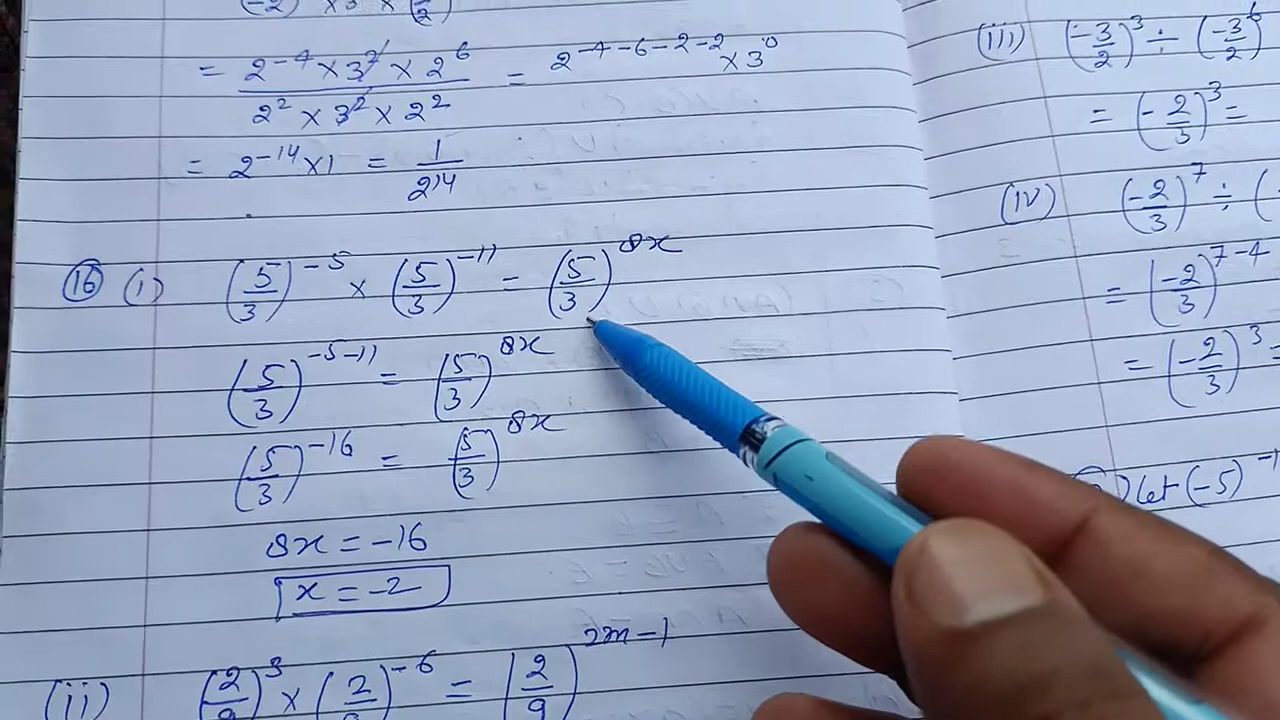 = 2^-4 × 3^2 × 2^6 / 2^2 × 3^2 × 2^2 = 2^-4-6-2-2 × 3^0
= 2^-14 × 1 = 1/2^14
(16) (i) (5/3)^-5 × (5/3)^-11 = (5/3)^8x
(5/3)^-5-11 = (5/3)^8x
(5/3)^-16 = (5/3)^8x
8x = -16
x = -2
(ii) (2/9)^3 × (2/9)^-6 = (2/9)^2m-1
(iii) (-3/2)^3 ÷ (-3/2)^6
= (-2/3)^3 =
(iv) (-2/3)^7 ÷ (
= (-2/3)^7-4
= (-2/3)^3 =
) let (-5)^-1